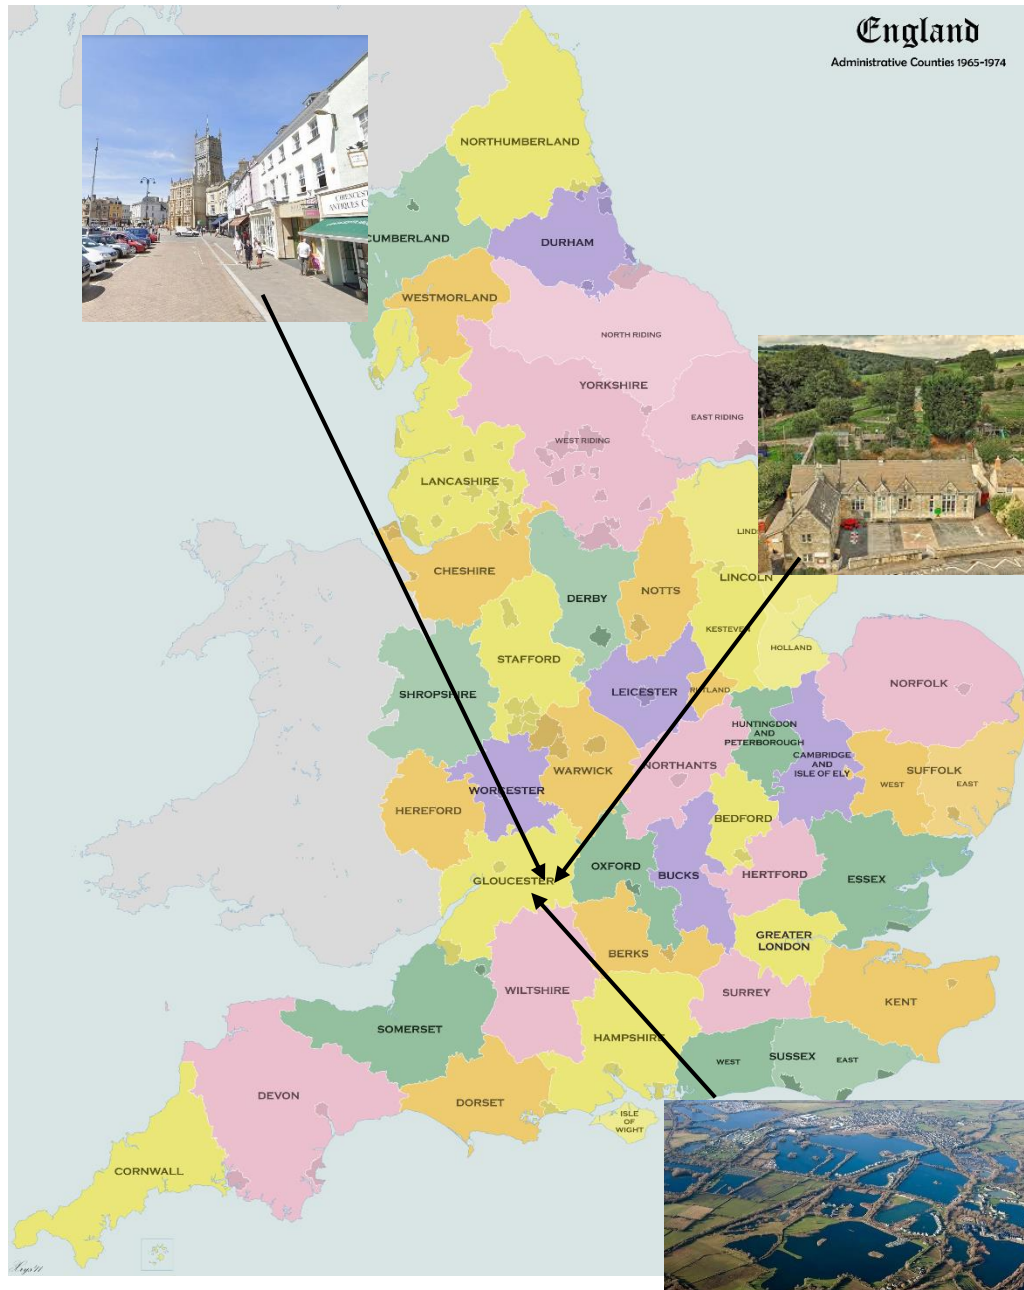 England
Administrative Counties 1965-1974
NORTHUMBERLAND
CUMBERLAND
DURHAM
WESTMORLAND
NORTH RIDING
YORKSHIRE
EAST RIDING
WEST RIDING
LANCASHIRE
LIND
CHESHIRE
LINCOLN
DERBY
NOTTS
KESTEVEN
HOLLAND
STAFFORD
NORFOLK
SHROPSHIRE
LEICESTER
RUTLAND
HUNTINGDON
AND
PETERBOROUGH
CAMBRIDGE
AND
ISLE OF ELY
NORTHANTS
WARWICK
SUFFOLK
WEST
EAST
WORCESTER
HEREFORD
BEDFORD
OXFORD
BUCKS
HERTFORD
ESSEX
GLOUCESTER
GREATER
LONDON
BERKS
WILTSHIRE
SURREY
KENT
SOMERSET
HAMPSHIRE
WEST
SUSSEX
EAST
DEVON
DORSET
ISLE
OF
WIGHT
CORNWALL
ANTIQUES